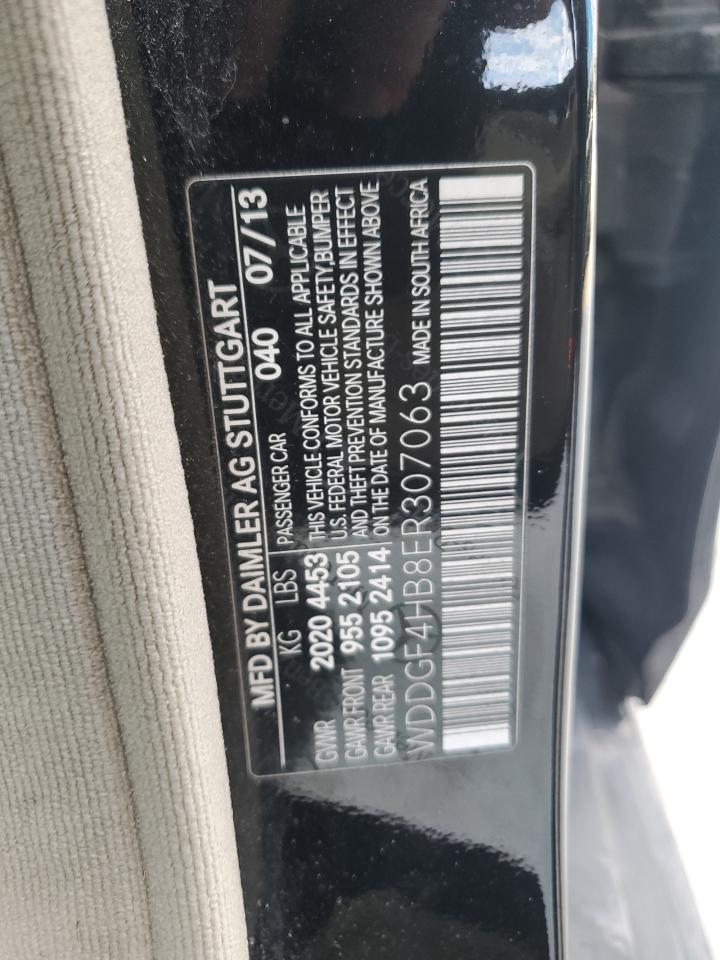 MFD BY DAIMLER AG STUTTGART
040 07/13
KG LBS PASSENGER CAR
GVWR 2020 4453
GAWR FRONT 955 2105
GAWR REAR 1095 2414
THIS VEHICLE CONFORMS TO ALL APPLICABLE
U.S. FEDERAL MOTOR VEHICLE SAFETY,BUMPER
AND THEFT PREVENTION STANDARDS IN EFFECT
ON THE DATE OF MANUFACTURE SHOWN ABOVE
WDDGF4HB8ER307063 MADE IN SOUTH AFRICA